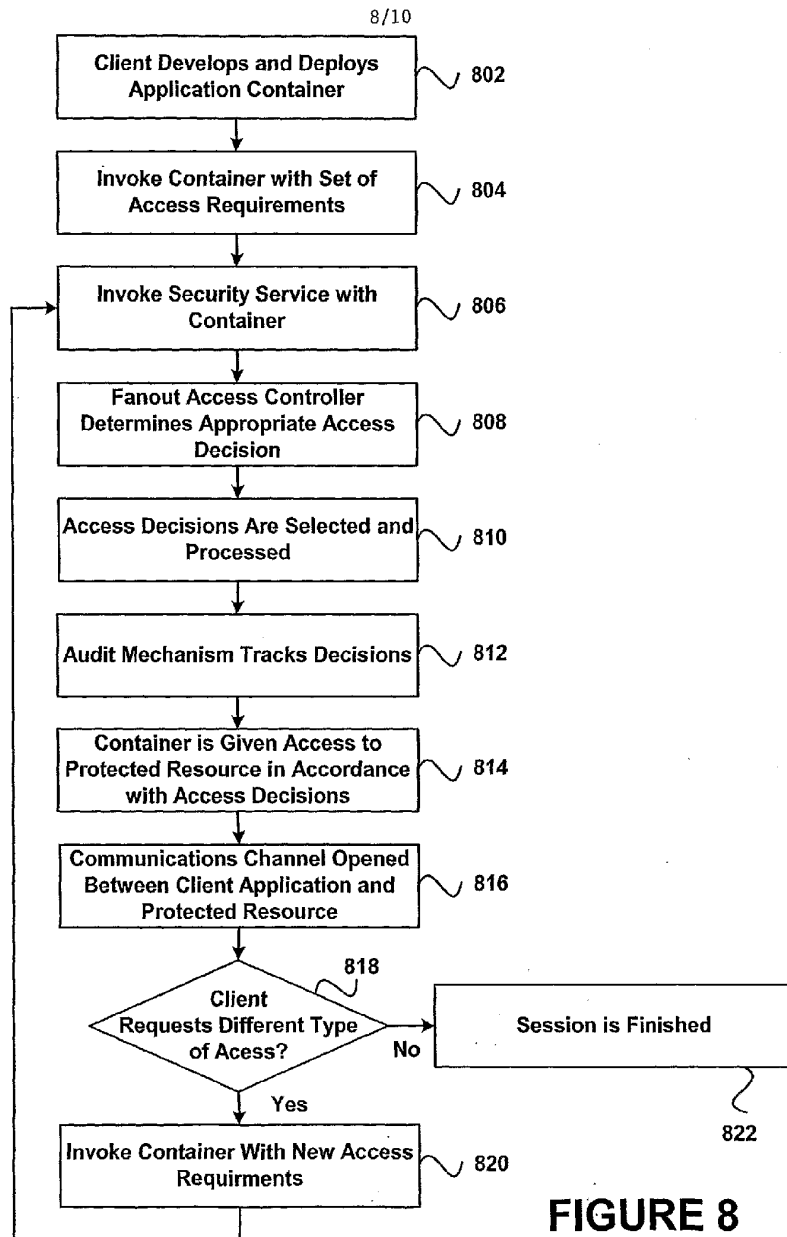 8/10
Client Develops and Deploys
Application Container
802
Invoke Container with Set of
Access Requirements
804
Invoke Security Service with
Container
806
Fanout Access Controller
Determines Appropriate Access
Decision
808
Access Decisions Are Selected and
Processed
810
Audit Mechanism Tracks Decisions
812
Container is Given Access to
Protected Resource in Accordance
with Access Decisions
814
Communications Channel Opened
Between Client Application and
Protected Resource
816
818
Client
Requests Different Type
of Acess?
No
Session is Finished
822
Yes
Invoke Container With New Access
Requirments
820
FIGURE 8